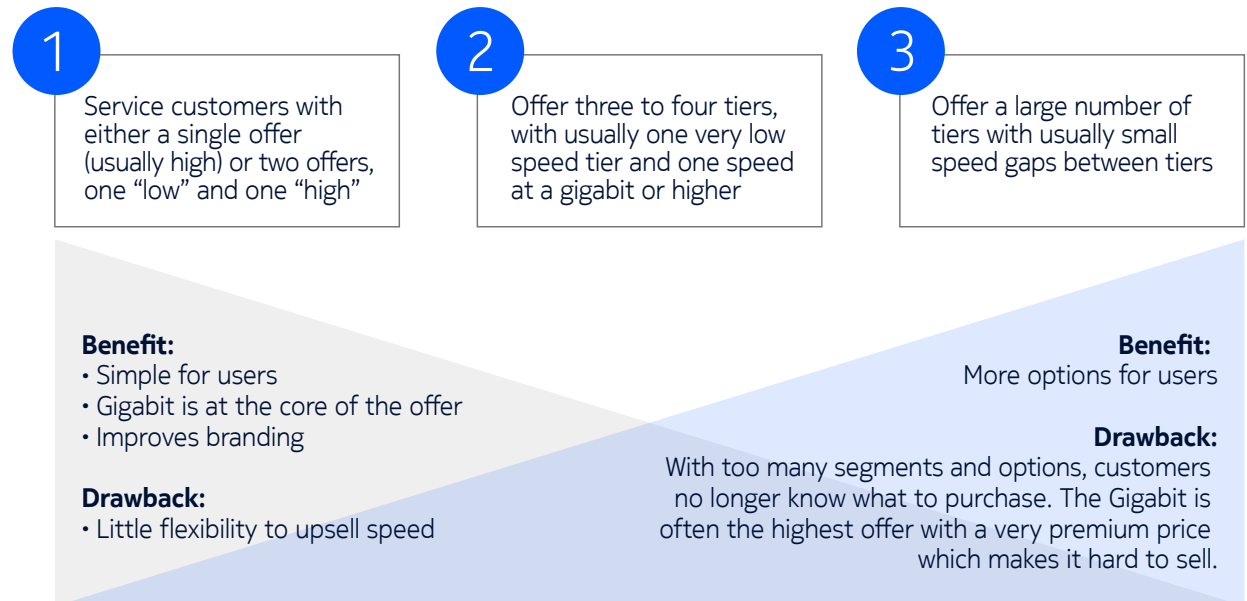 1
Service customers with
either a single offer
(usually high) or two offers,
one “low” and one “high”
2
Offer three to four tiers,
with usually one very low
speed tier and one speed
at a gigabit or higher
3
Offer a large number of
tiers with usually small
speed gaps between tiers
Benefit:
• Simple for users
• Gigabit is at the core of the offer
• Improves branding
Drawback:
• Little flexibility to upsell speed
Benefit:
More options for users
Drawback:
With too many segments and options, customers
no longer know what to purchase. The Gigabit is
often the highest offer with a very premium price
which makes it hard to sell.